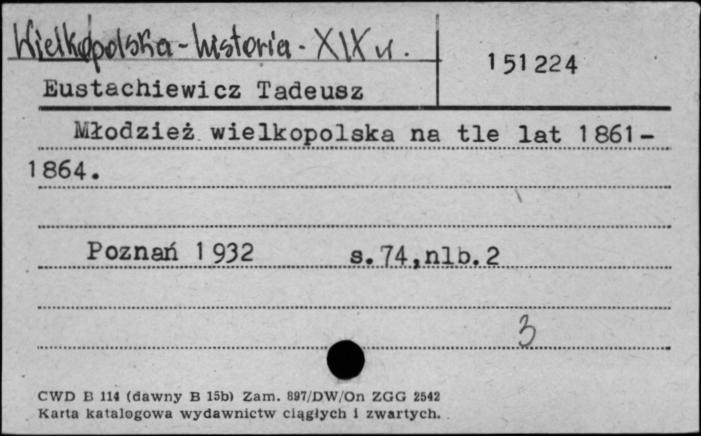 Wielkopolska - historia - XIX w.
151224
Eustachiewicz Tadeusz
Młodzież wielkopolska na tle lat 1861-
1864.
Poznań 1932 s.74,nlb.2
3
CWD B 114 (dawny B 15b) Zam. 897/DW/On ZGG 2542
Karta katalogowa wydawnictw ciągłych i zwartych.